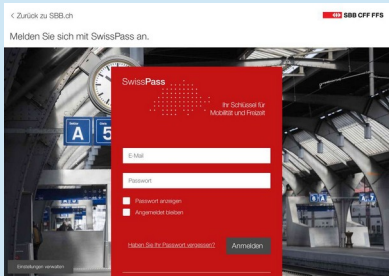 < Zurück zu SBB.ch
SBB CFF FFS
Melden Sie sich mit SwissPass an.
SwissPass
Ihr Schlüssel für
Mobilität und Freizeit
A 5
E-Mail
Passwort
Passwort anzeigen
Angemeldet bleiben
Haben Sie Ihr Passwort vergessen?
Anmelden
Einstellungen verwalten